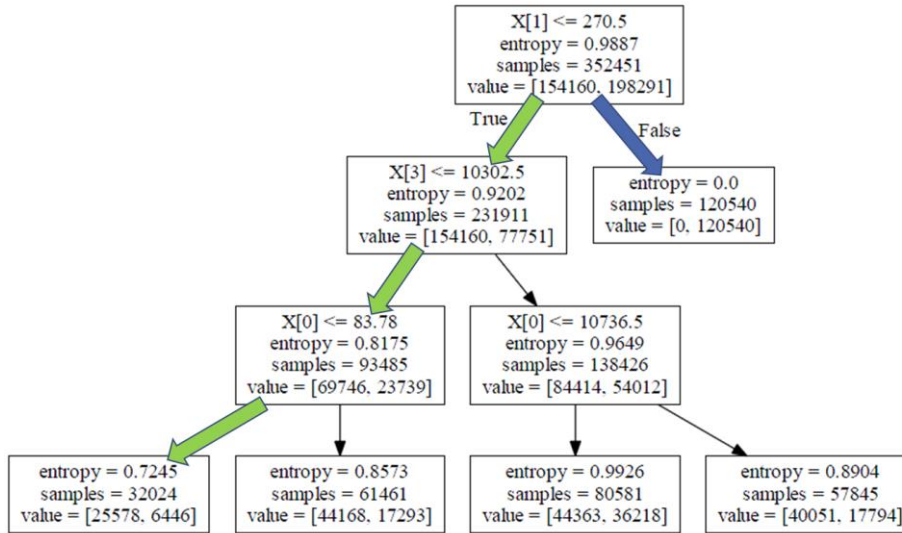 X[1] <= 270.5
entropy = 0.9887
samples = 352451
value = [154160, 198291]
True
False
X[3] <= 10302.5
entropy = 0.9202
samples = 231911
value = [154160, 77751]
entropy = 0.0
samples = 120540
value = [0, 120540]
X[0] <= 83.78
entropy = 0.8175
samples = 93485
value = [69746, 23739]
X[0] <= 10736.5
entropy = 0.9649
samples = 138426
value = [84414, 54012]
entropy = 0.7245
samples = 32024
value = [25578, 6446]
entropy = 0.8573
samples = 61461
value = [44168, 17293]
entropy = 0.9926
samples = 80581
value = [44363, 36218]
entropy = 0.8904
samples = 57845
value = [40051, 17794]